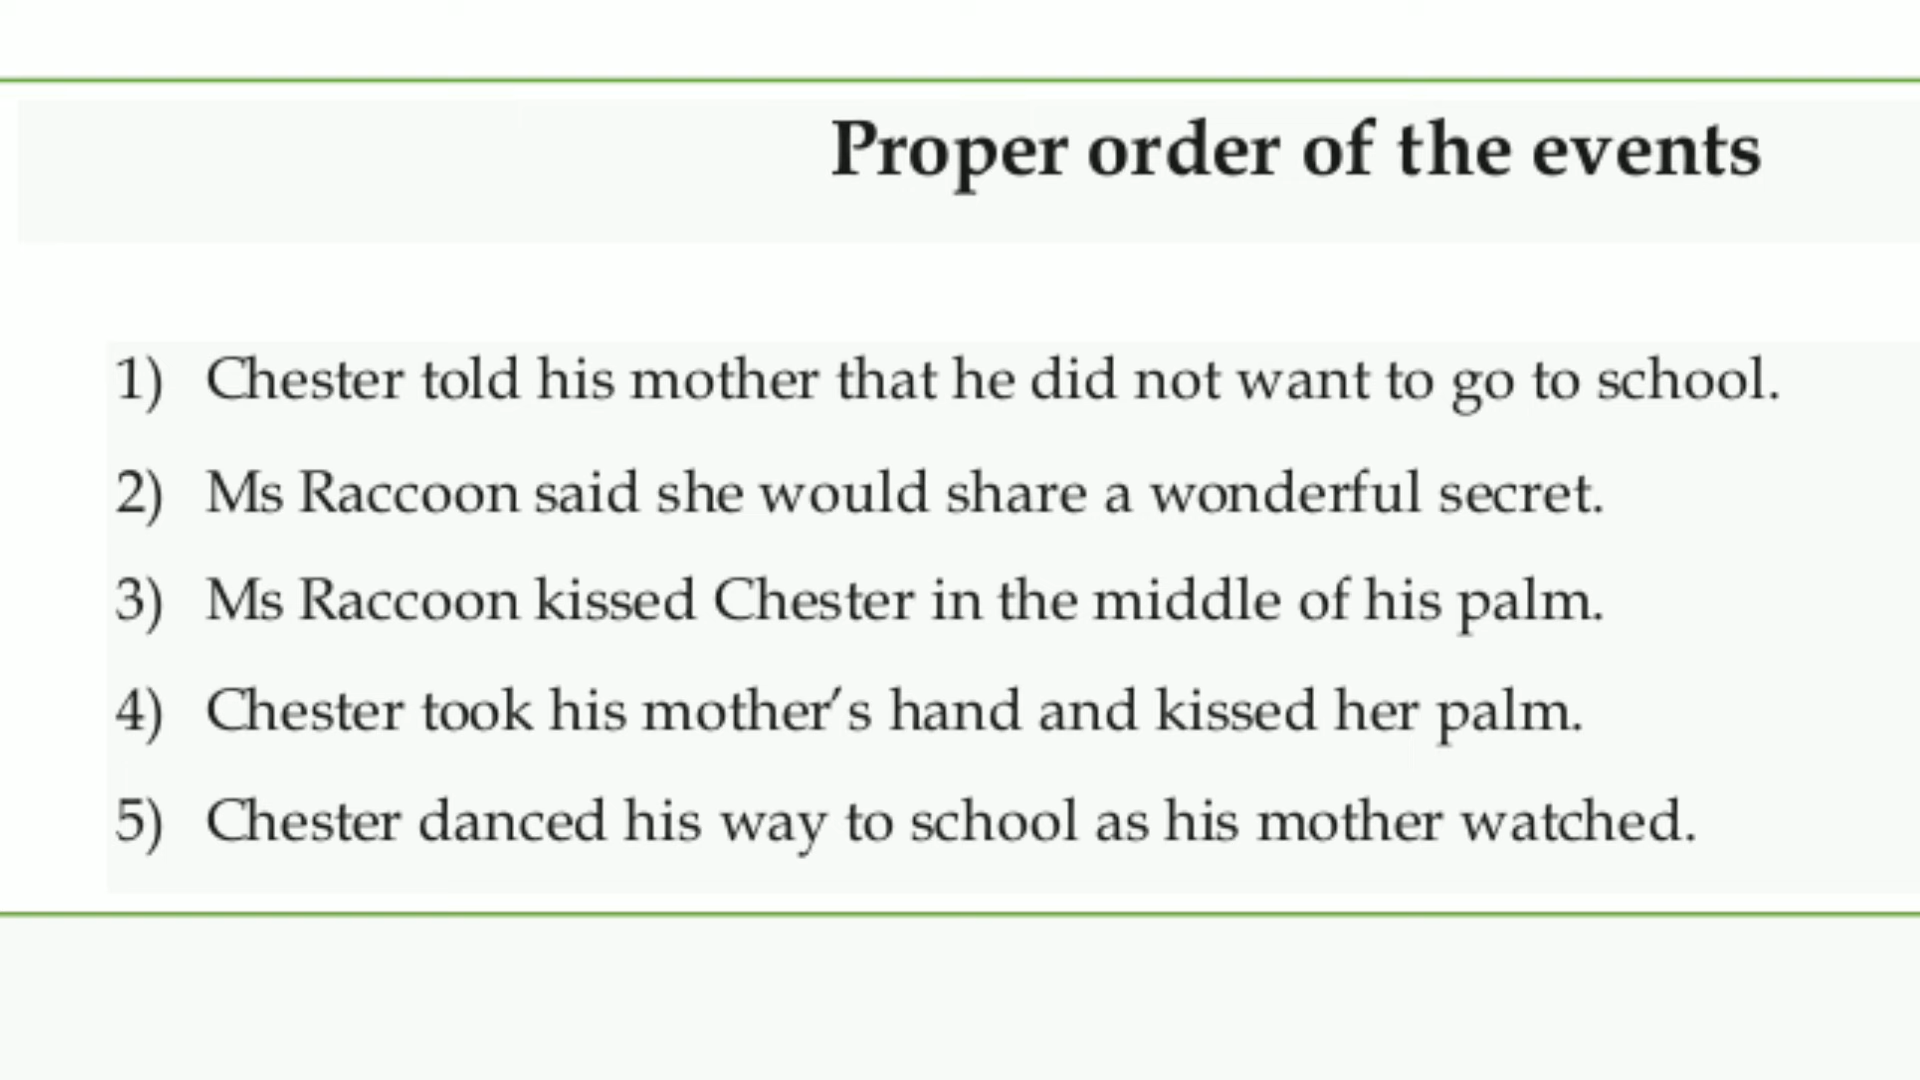 Proper order of the events
1) Chester told his mother that he did not want to go to school.
2) Ms Raccoon said she would share a wonderful secret.
3) Ms Raccoon kissed Chester in the middle of his palm.
4) Chester took his mother's hand and kissed her palm.
5) Chester danced his way to school as his mother watched.